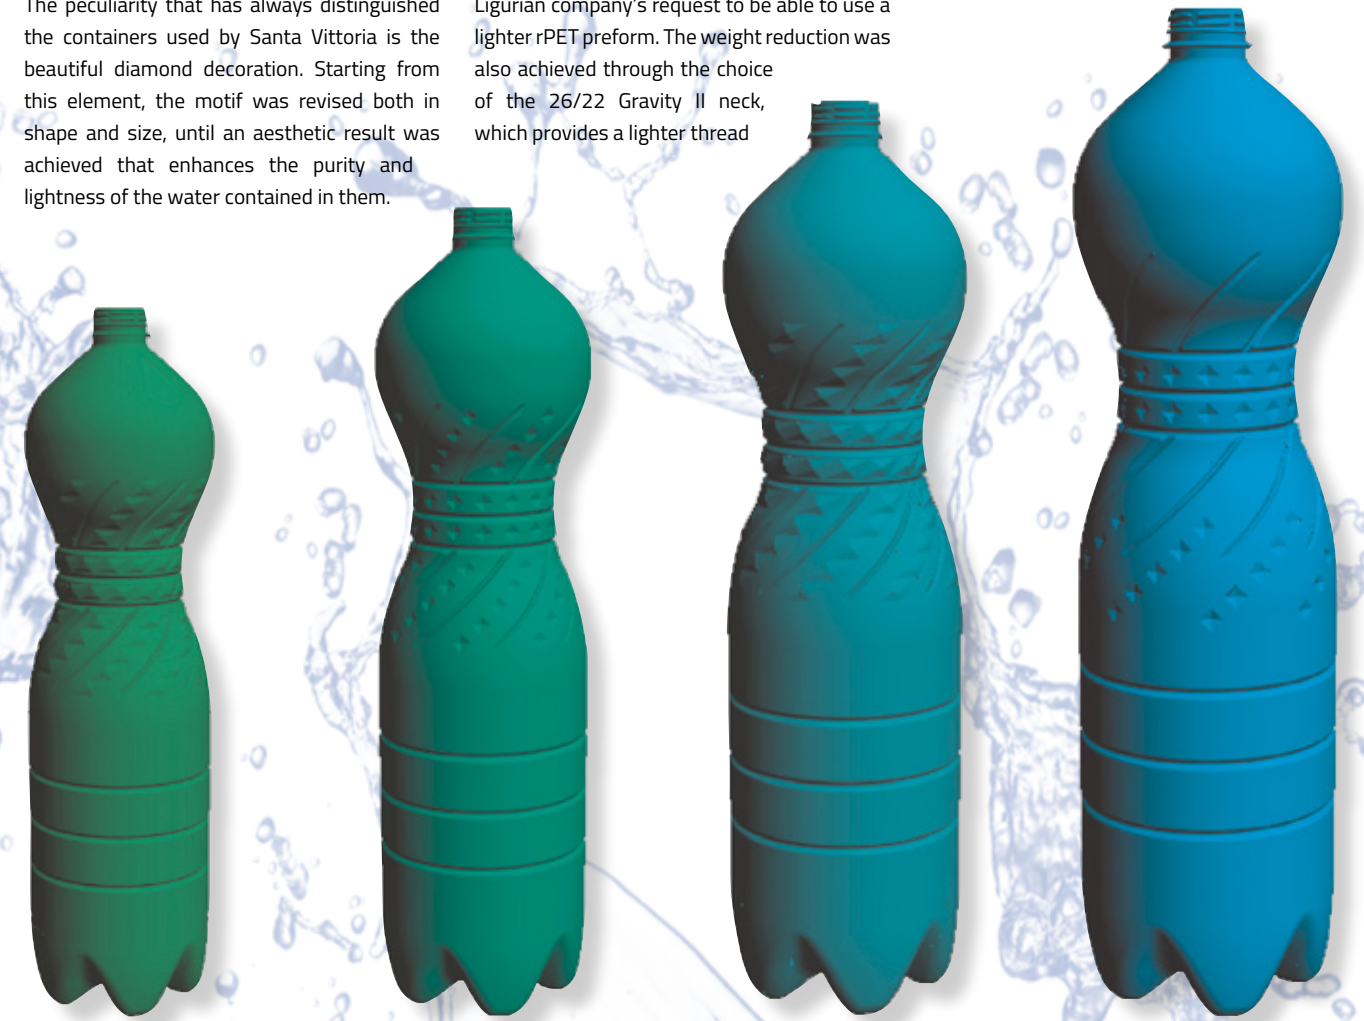 The peculiarity that has always distinguished
the containers used by Santa Vittoria is the
beautiful diamond decoration. Starting from
this element, the motif was revised both in
shape and size, until an aesthetic result was
achieved that enhances the purity and
lightness of the water contained in them.
Ligurian company's request to be able to use a
lighter rPET preform. The weight reduction was
also achieved through the choice
of the 26/22 Gravity II neck,
which provides a lighter thread